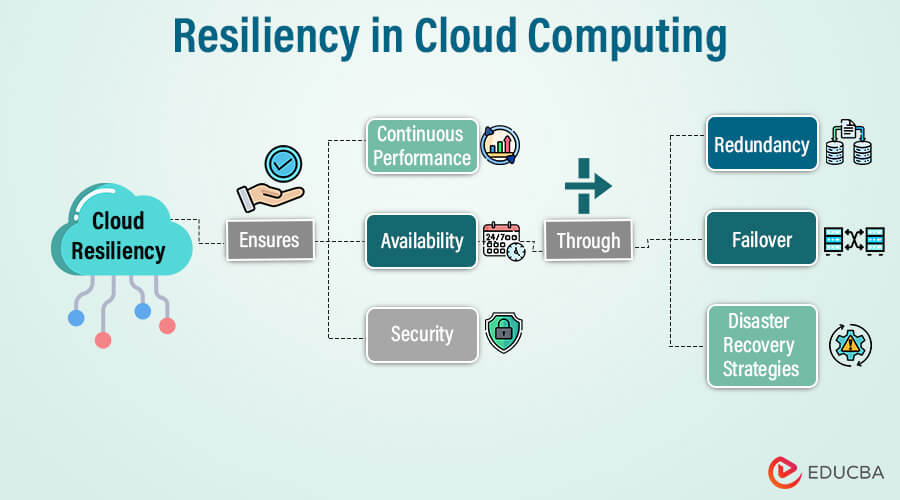 Resiliency in Cloud Computing
Cloud
Resiliency
Ensures
Continuous
Performance
Availability
24/7
Security
Through
Redundancy
Failover
Disaster
Recovery
Strategies
EDUCBA